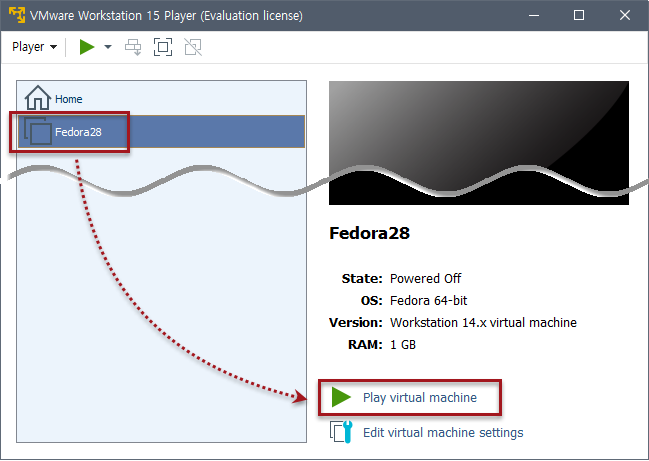 VMware Workstation 15 Player (Evaluation license)
Player
Home
Fedora28
Fedora28
State: Powered Off
OS: Fedora 64-bit
Version: Workstation 14.x virtual machine
RAM: 1 GB
Play virtual machine
Edit virtual machine settings